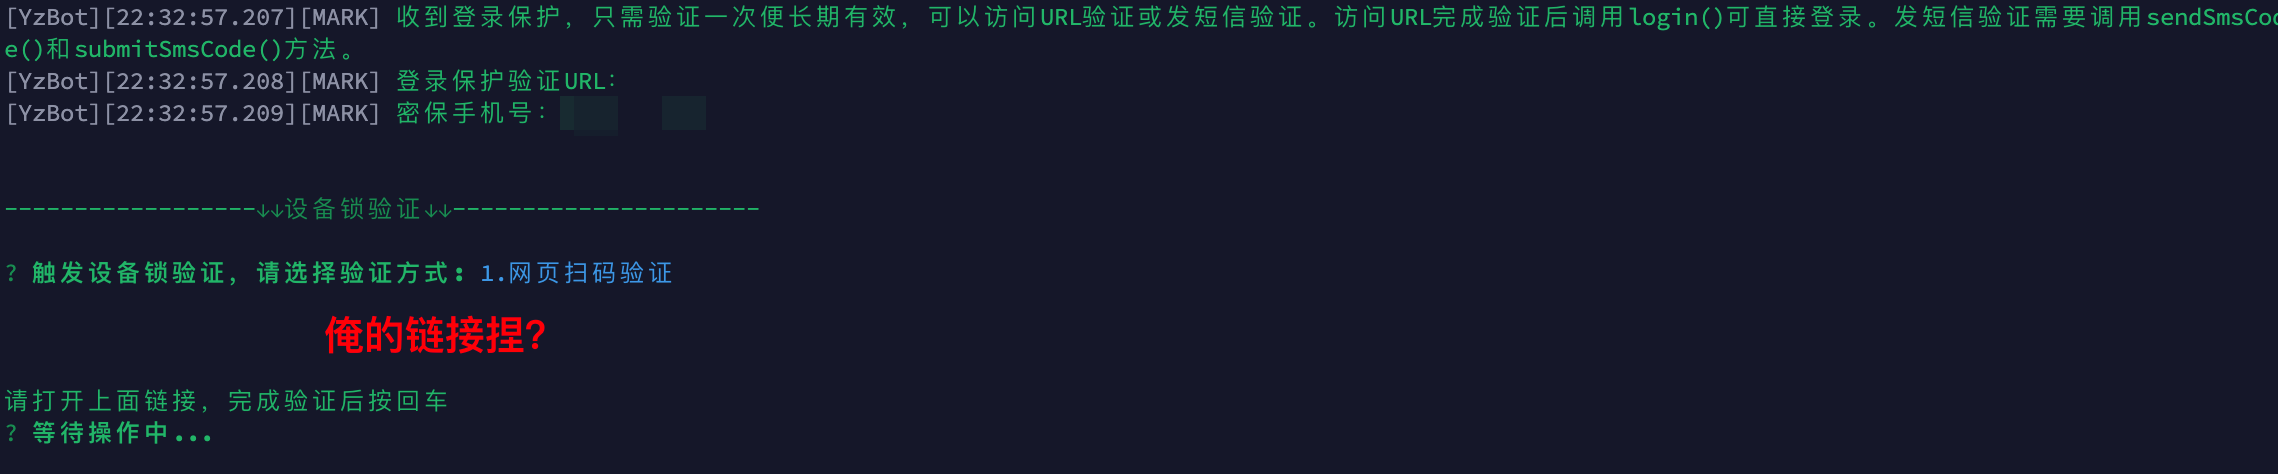 [YzBot][22:32:57.207][MARK] 收到登录保护，只需验证一次便长期有效，可以访问URL验证或发短信验证。访问URL完成验证后调用login()可直接登录。发短信验证需要调用sendSmsCod
e()和submitSmsCode()方法。
[YzBot][22:32:57.208][MARK] 登录保护验证URL：
[YzBot][22:32:57.209][MARK] 密保手机号：
------------------↓↓设备锁验证↓↓----------------------
? 触发设备锁验证，请选择验证方式：1.网页扫码验证
俺的链接捏？
请打开上面链接，完成验证后按回车
? 等待操作中...